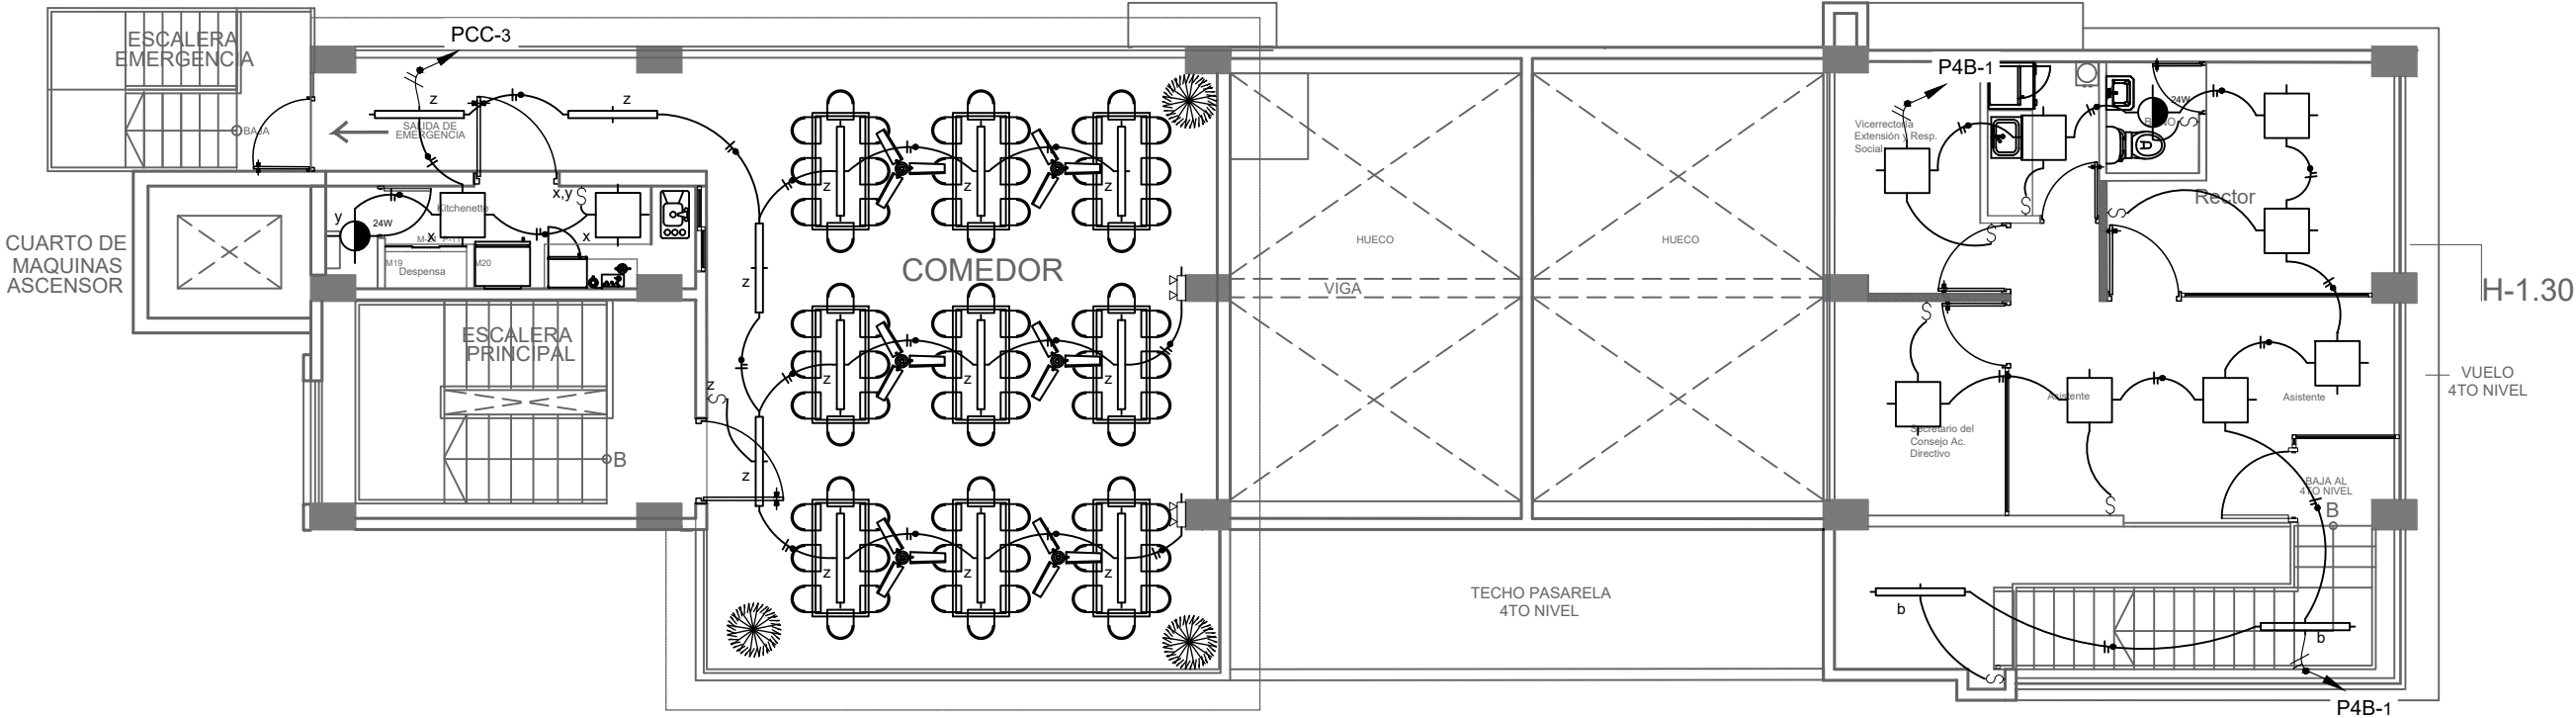 ESCALERA
EMERGENCIA
BAJA
PCC-3
SALIDA DE
EMERGENCIA
z
z
CUARTO DE
MAQUINAS
ASCENSOR
y
24W
Kitchenette
x
x,y
x
M19
Despensa
M20
ESCALERA
PRINCIPAL
B
COMEDOR
z
z
z
z
z
z
z
z
z
z
z
z
HUECO
HUECO
VIGA
TECHO PASARELA
4TO NIVEL
P4B-1
Vicerrectoría
Extensión y Resp.
Social
24W
BAÑO
Rector
H-1.30
VUELO
4TO NIVEL
Asistente
Asistente
Secretario del
Consejo Ac.
Directivo
BAJA AL
4TO NIVEL
B
b
b
P4B-1